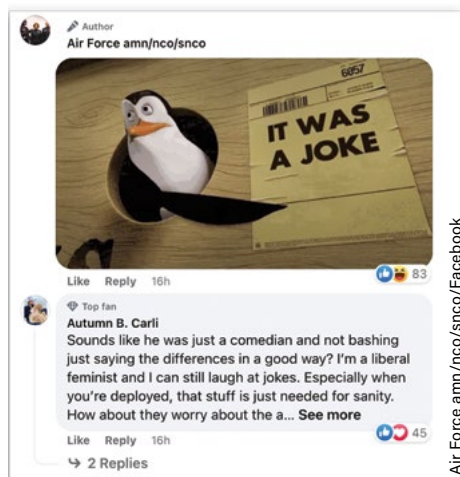 Author
Air Force amn/nco/snco
6057
IT WAS
A JOKE
Like Reply 16h
83
Top fan
Autumn B. Carli
Sounds like he was just a comedian and not bashing
just saying the differences in a good way? I'm a liberal
feminist and I can still laugh at jokes. Especially when
you're deployed, that stuff is just needed for sanity.
How about they worry about the a... See more
Like Reply 16h
45
2 Replies
Air Force amn/nco/snco/Facebook